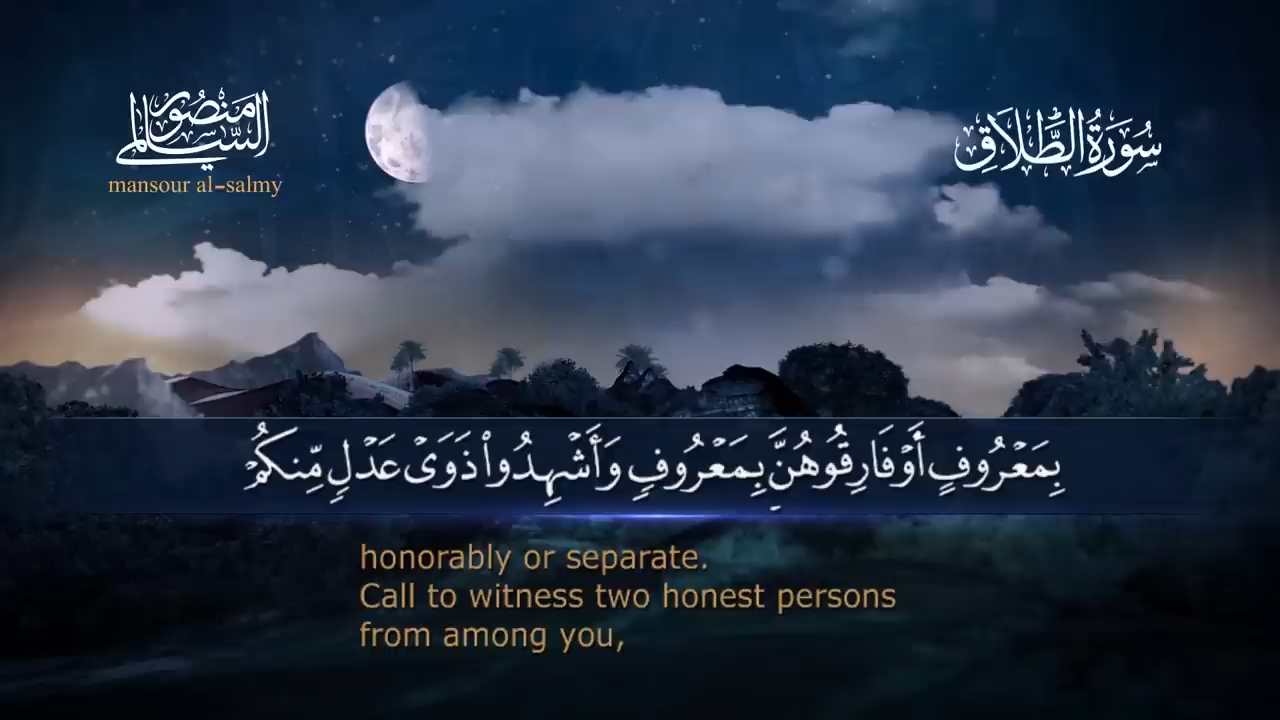 منصور السالمي
mansour al-salmy
سُورَةُ الطَّلَاقِ
بِمَعْرُوفٍ أَوْ فَارِقُوهُنَّ بِمَعْرُوفٍ وَأَشْهِدُوا۟ ذَوَىْ عَدْلٍ مِّنكُمْ
honorably or separate.
Call to witness two honest persons
from among you,